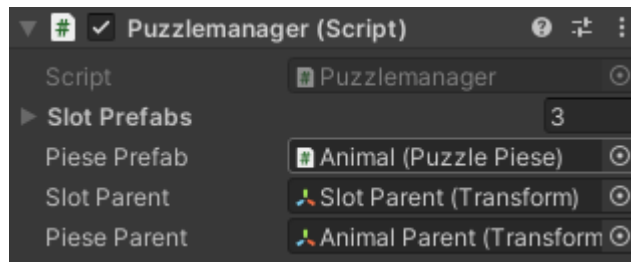 Puzzlemanager (Script)
Script Puzzlemanager
Slot Prefabs 3
Piese Prefab Animal (Puzzle Piese)
Slot Parent Slot Parent (Transform)
Piese Parent Animal Parent (Transform